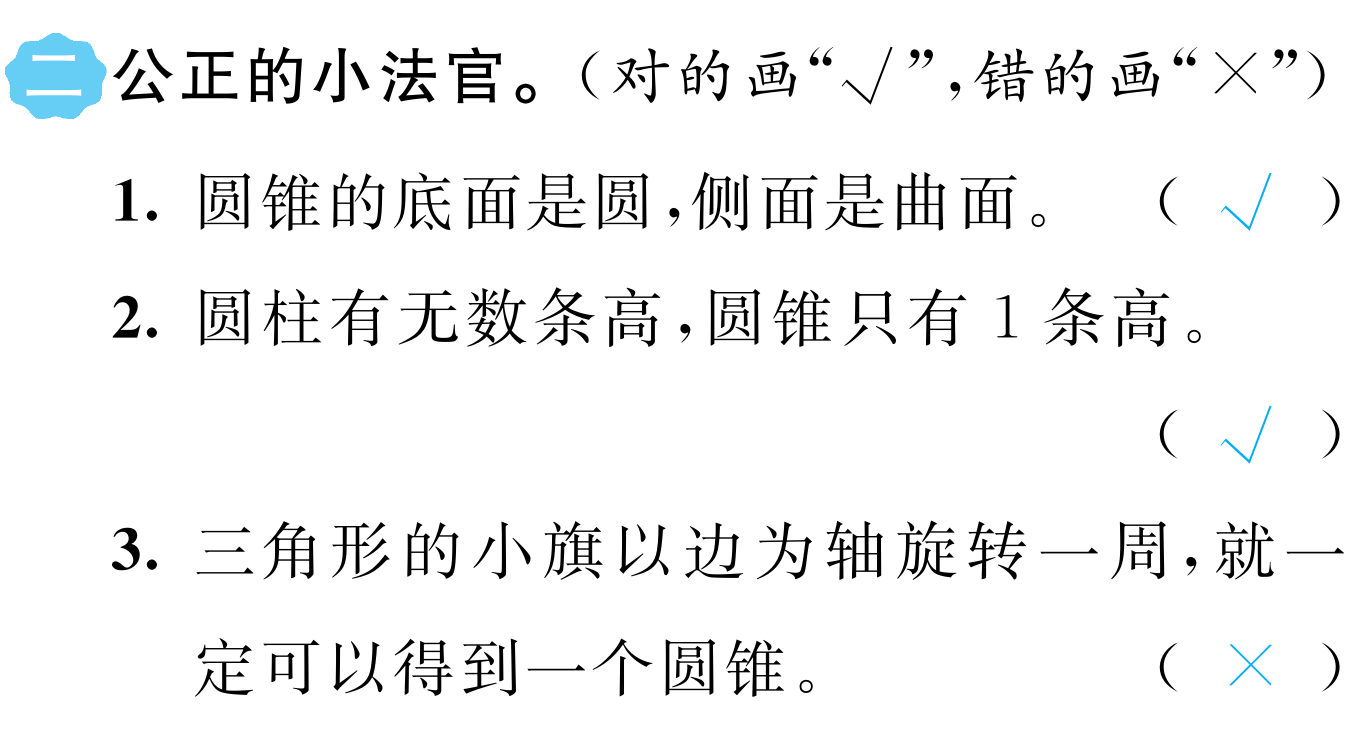 二 公正的小法官。(对的画“√”,错的画“×”)
1. 圆锥的底面是圆,侧面是曲面。 ( √ )
2. 圆柱有无数条高,圆锥只有 1 条高。
( √ )
3. 三角形的小旗以边为轴旋转一周,就一
定可以得到一个圆锥。 ( × )